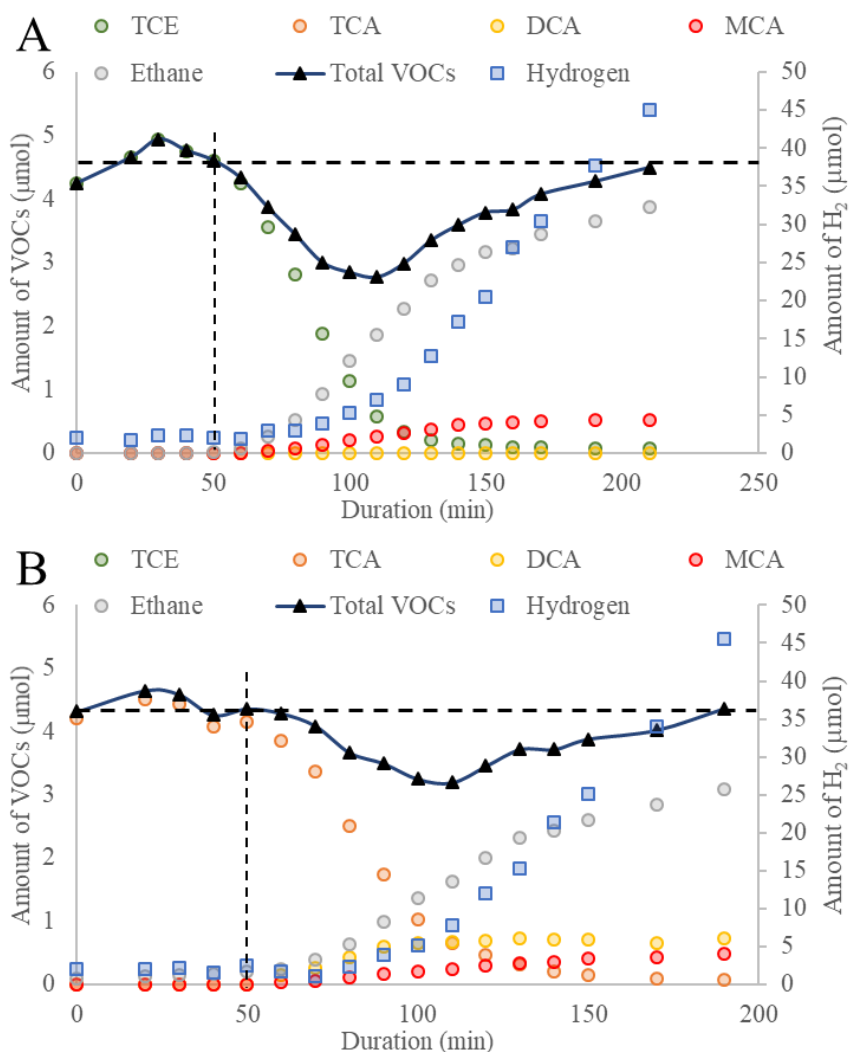 A
TCE TCA DCA MCA
Ethane Total VOCs Hydrogen
6
5
4
3
2
1
0
Amount of VOCs (μmol)
50
45
40
35
30
25
20
15
10
5
0
Amount of H₂ (μmol)
0 50 100 150 200 250
Duration (min)
B
TCE TCA DCA MCA
Ethane Total VOCs Hydrogen
6
5
4
3
2
1
0
Amount of VOCs (μmol)
50
45
40
35
30
25
20
15
10
5
0
Amount of H₂ (μmol)
0 50 100 150 200
Duration (min)